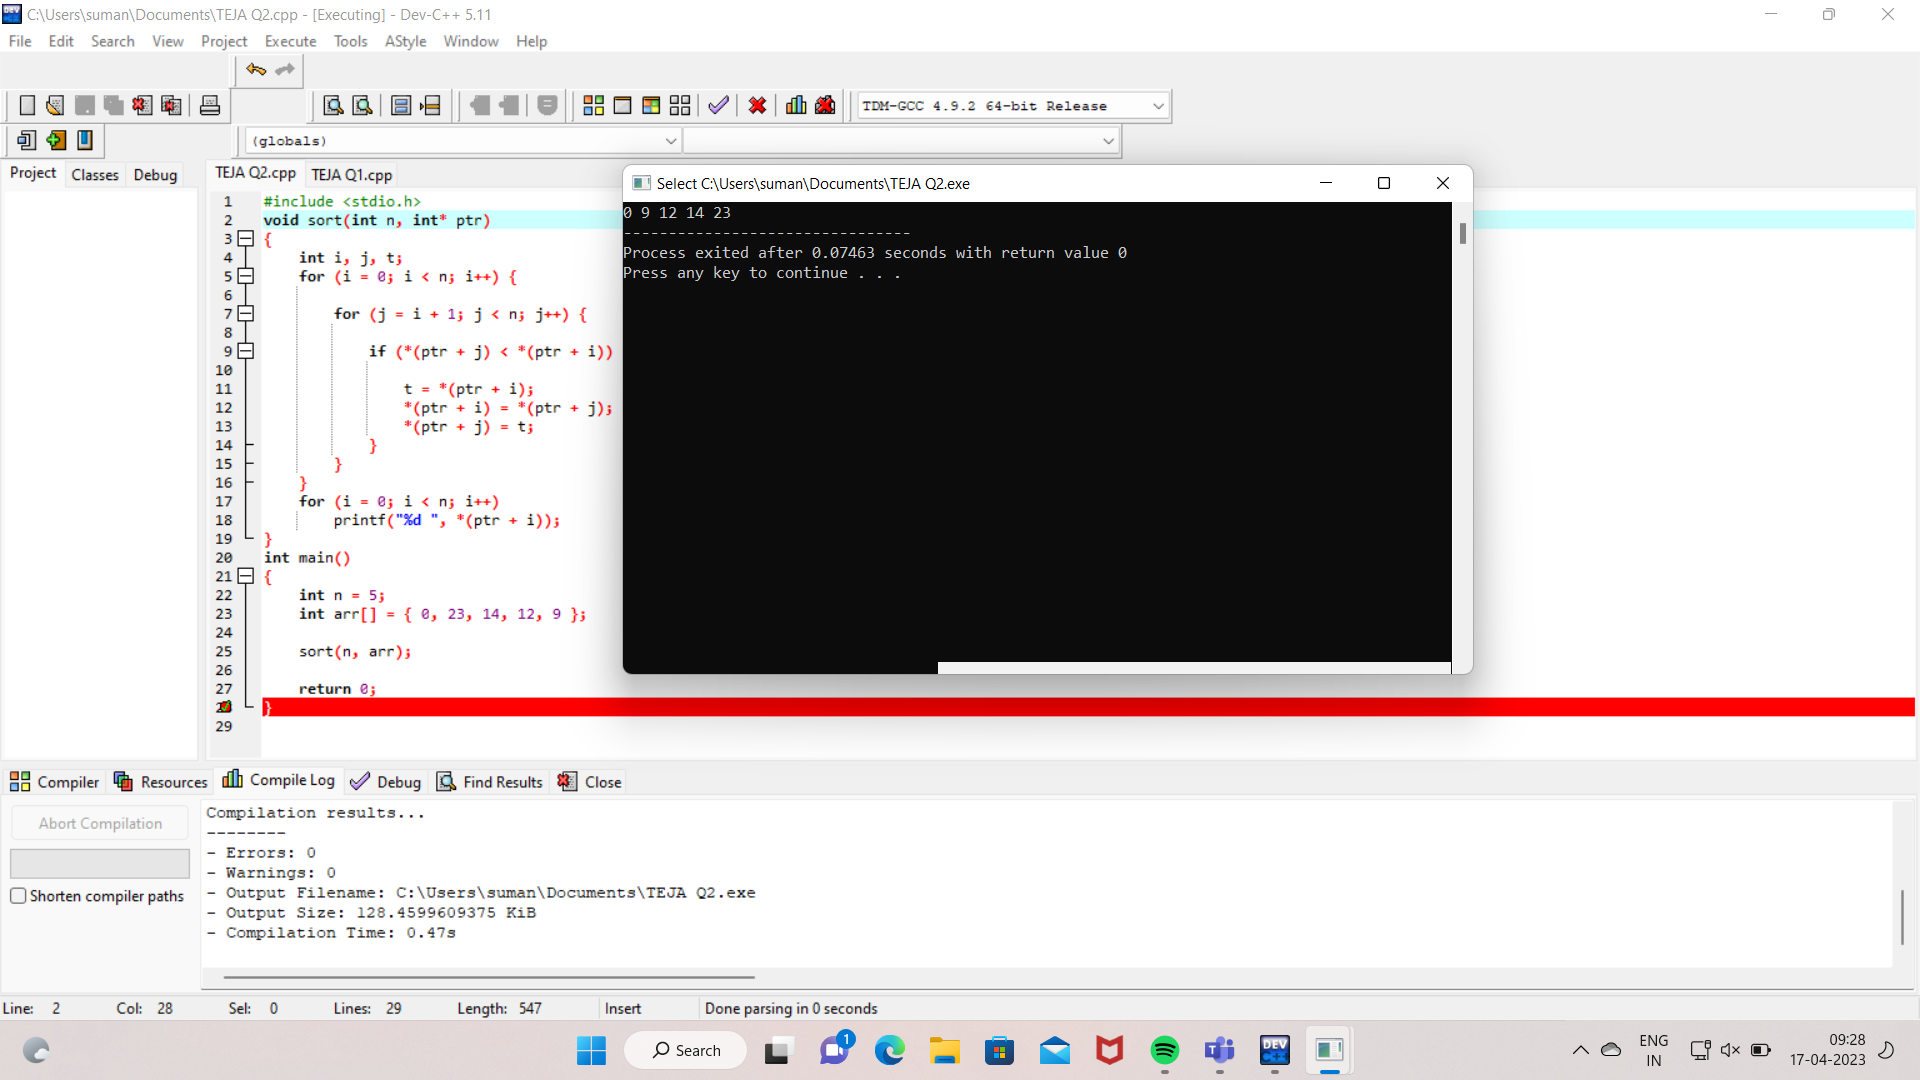 C:\Users\suman\Documents\TEJA Q2.cpp - [Executing] - Dev-C++ 5.11
File Edit Search View Project Execute Tools AStyle Window Help
TDM-GCC 4.9.2 64-bit Release
(globals)
Project Classes Debug
TEJA Q2.cpp TEJA Q1.cpp
1 #include <stdio.h>
2 void sort(int n, int* ptr)
3 {
4 int i, j, t;
5 for (i = 0; i < n; i++) {
6
7 for (j = i + 1; j < n; j++) {
8
9 if (*(ptr + j) < *(ptr + i))
10
11 t = *(ptr + i);
12 *(ptr + i) = *(ptr + j);
13 *(ptr + j) = t;
14 }
15 }
16 }
17 for (i = 0; i < n; i++)
18 printf("%d ", *(ptr + i));
19 }
20 int main()
21 {
22 int n = 5;
23 int arr[] = { 0, 23, 14, 12, 9 };
24
25 sort(n, arr);
26
27 return 0;
}
29
Select C:\Users\suman\Documents\TEJA Q2.exe
0 9 12 14 23
--------------------------------
Process exited after 0.07463 seconds with return value 0
Press any key to continue . . .
Compiler Resources Compile Log Debug Find Results Close
Abort Compilation
Shorten compiler paths
Compilation results...
--------
- Errors: 0
- Warnings: 0
- Output Filename: C:\Users\suman\Documents\TEJA Q2.exe
- Output Size: 128.4599609375 KiB
- Compilation Time: 0.47s
Line: 2 Col: 28 Sel: 0 Lines: 29 Length: 547 Insert Done parsing in 0 seconds
Search
1
DEV C++
ENG
IN
09:28
17-04-2023